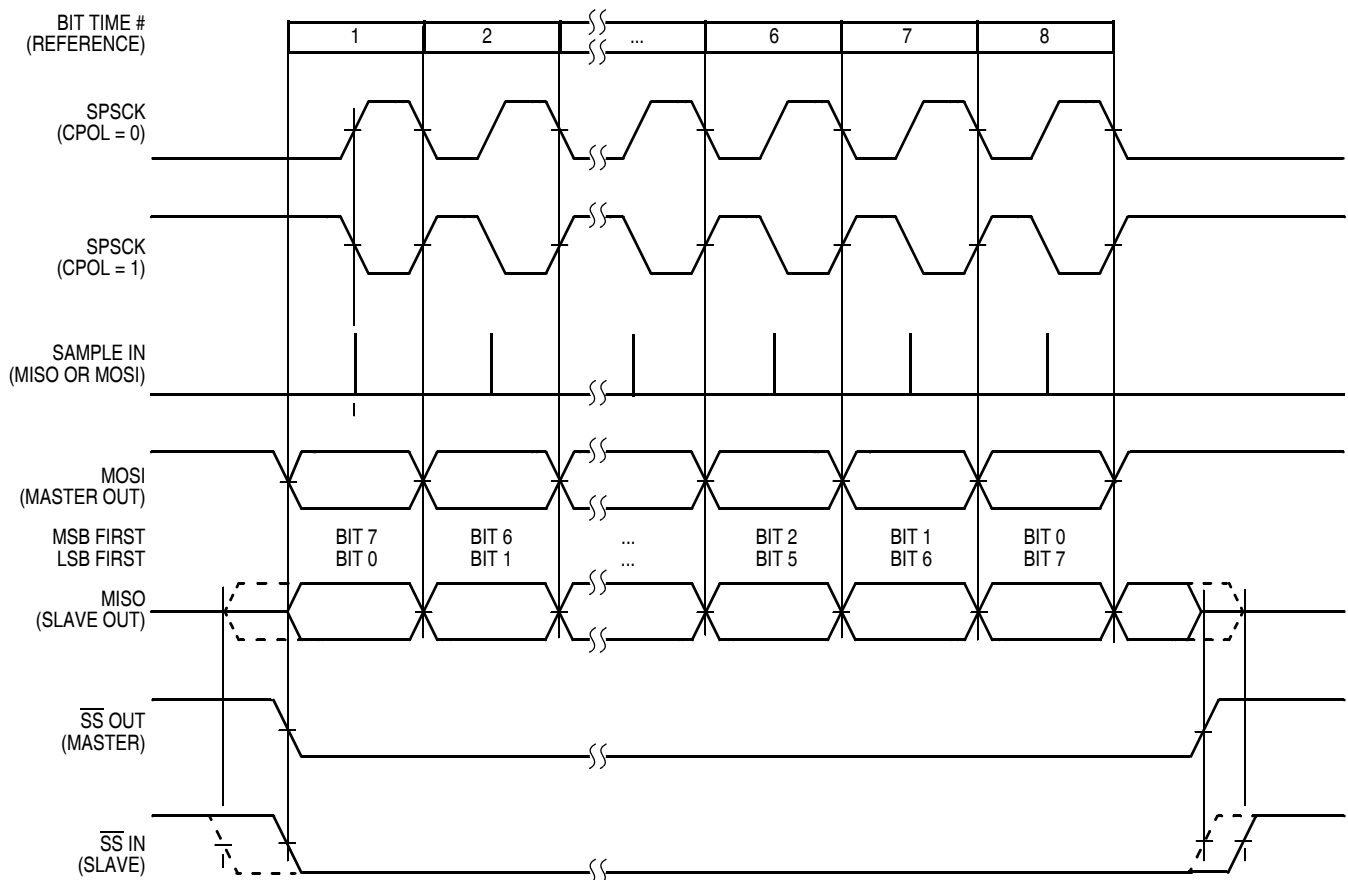 BIT TIME #
(REFERENCE)
1 2 ... 6 7 8
SPSCK
(CPOL = 0)
SPSCK
(CPOL = 1)
SAMPLE IN
(MISO OR MOSI)
MOSI
(MASTER OUT)
MSB FIRST BIT 7 BIT 6 ... BIT 2 BIT 1 BIT 0
LSB FIRST BIT 0 BIT 1 ... BIT 5 BIT 6 BIT 7
MISO
(SLAVE OUT)
S̅S̅ OUT
(MASTER)
S̅S̅ IN
(SLAVE)